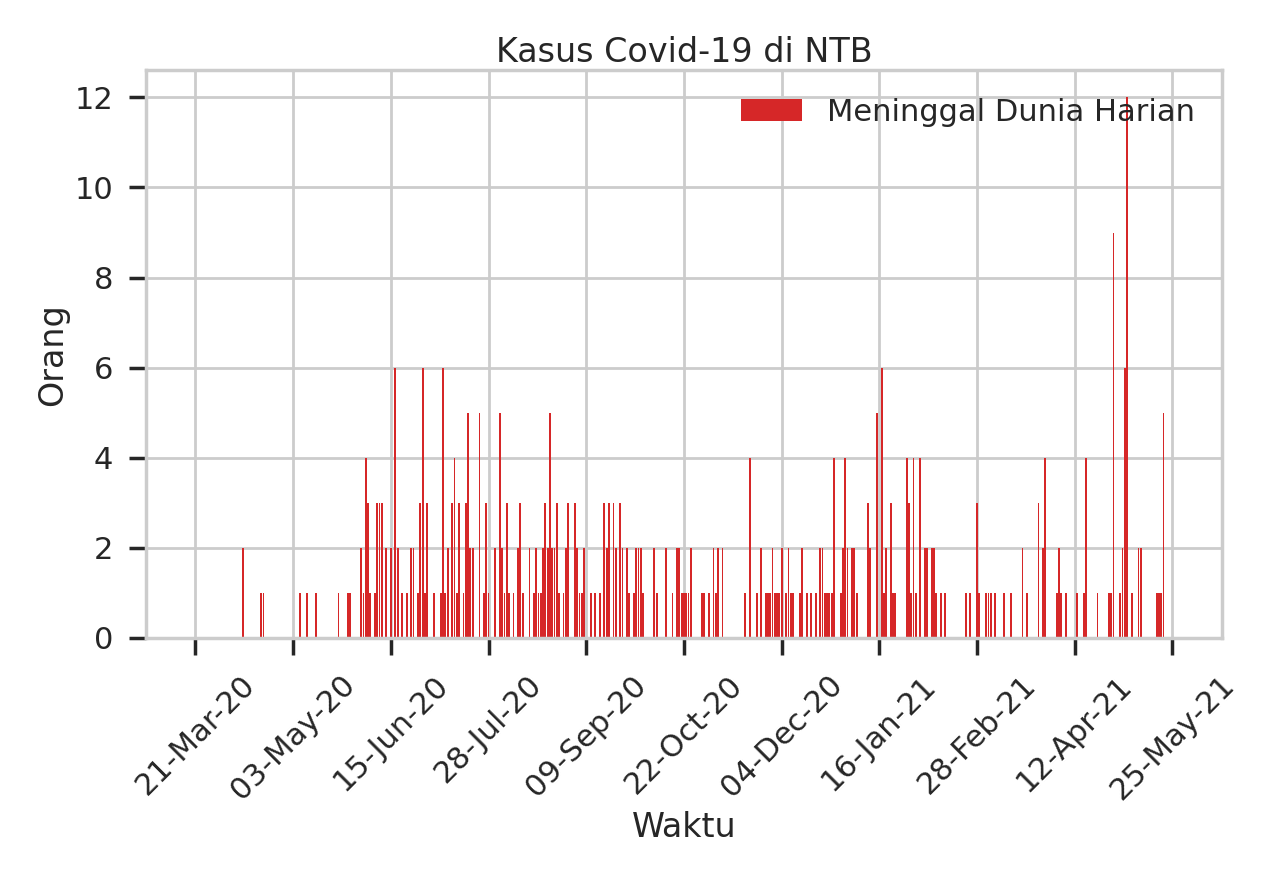 Kasus Covid-19 di NTB
Meninggal Dunia Harian
Orang
12
10
8
6
4
2
0
21-Mar-20
03-May-20
15-Jun-20
28-Jul-20
09-Sep-20
22-Oct-20
04-Dec-20
16-Jan-21
28-Feb-21
12-Apr-21
25-May-21
Waktu